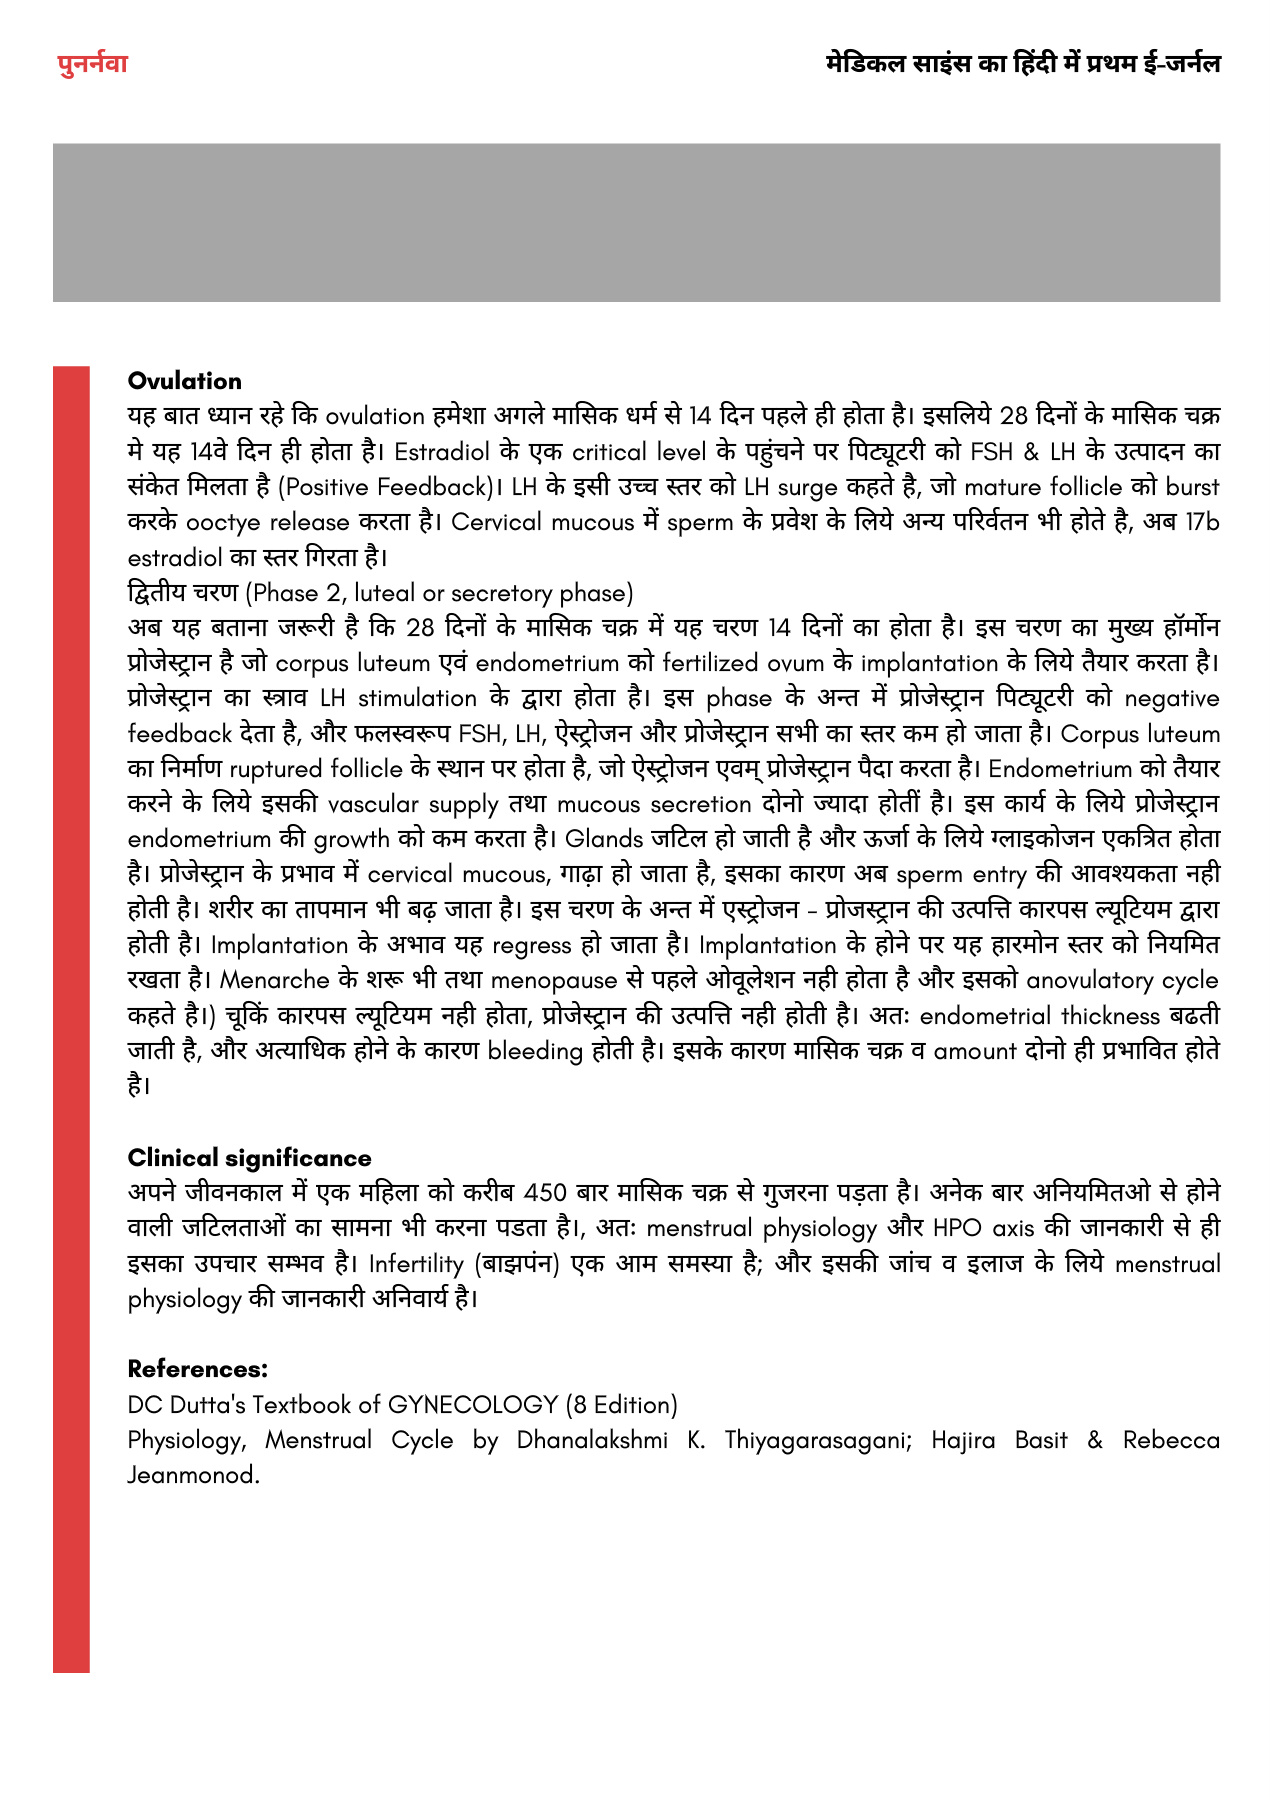 पुनर्नवा
मेडिकल साइंस का हिंदी में प्रथम ई-जर्नल
Ovulation
यह बात ध्यान रहे कि ovulation हमेशा अगले मासिक धर्म से 14 दिन पहले ही होता है। इसलिये 28 दिनों के मासिक चक्र
मे यह 14वे दिन ही होता है। Estradiol के एक critical level के पहुंचने पर पिट्यूटरी को FSH & LH के उत्पादन का
संकेत मिलता है (Positive Feedback)। LH के इसी उच्च स्तर को LH surge कहते है, जो mature follicle को burst
करके ooctye release करता है। Cervical mucous में sperm के प्रवेश के लिये अन्य परिर्वतन भी होते है, अब 17b
estradiol का स्तर गिरता है।
द्वितीय चरण (Phase 2, luteal or secretory phase)
अब यह बताना जरूरी है कि 28 दिनों के मासिक चक्र में यह चरण 14 दिनों का होता है। इस चरण का मुख्य हॉर्मोन
प्रोजेस्ट्रान है जो corpus luteum एवं endometrium को fertilized ovum के implantation के लिये तैयार करता है।
प्रोजेस्ट्रान का स्त्राव LH stimulation के द्वारा होता है। इस phase के अन्त में प्रोजेस्ट्रान पिट्यूटरी को negative
feedback देता है, और फलस्वरूप FSH, LH, ऐस्ट्रोजन और प्रोजेस्ट्रान सभी का स्तर कम हो जाता है। Corpus luteum
का निर्माण ruptured follicle के स्थान पर होता है, जो ऐस्ट्रोजन एवम् प्रोजेस्ट्रान पैदा करता है। Endometrium को तैयार
करने के लिये इसकी vascular supply तथा mucous secretion दोनो ज्यादा होतीं है। इस कार्य के लिये प्रोजेस्ट्रान
endometrium की growth को कम करता है। Glands जटिल हो जाती है और ऊर्जा के लिये ग्लाइकोजन एकत्रित होता
है। प्रोजेस्ट्रान के प्रभाव में cervical mucous, गाढ़ा हो जाता है, इसका कारण अब sperm entry की आवश्यकता नही
होती है। शरीर का तापमान भी बढ़ जाता है। इस चरण के अन्त में एस्ट्रोजन - प्रोजस्ट्रान की उत्पत्ति कारपस ल्यूटियम द्वारा
होती है। Implantation के अभाव यह regress हो जाता है। Implantation के होने पर यह हारमोन स्तर को नियमित
रखता है। Menarche के शरू भी तथा menopause से पहले ओवूलेशन नही होता है और इसको anovulatory cycle
कहते है।) चूकिं कारपस ल्यूटियम नही होता, प्रोजेस्ट्रान की उत्पत्ति नही होती है। अतः endometrial thickness बढती
जाती है, और अत्याधिक होने के कारण bleeding होती है। इसके कारण मासिक चक्र व amount दोनो ही प्रभावित होते
है।
Clinical significance
अपने जीवनकाल में एक महिला को करीब 450 बार मासिक चक्र से गुजरना पड़ता है। अनेक बार अनियमितओ से होने
वाली जटिलताओं का सामना भी करना पडता है।, अतः menstrual physiology और HPO axis की जानकारी से ही
इसका उपचार सम्भव है। Infertility (बाझपंन) एक आम समस्या है; और इसकी जांच व इलाज के लिये menstrual
physiology की जानकारी अनिवार्य है।
References:
DC Dutta's Textbook of GYNECOLOGY (8 Edition)
Physiology, Menstrual Cycle by Dhanalakshmi K. Thiyagarasagani; Hajira Basit & Rebecca
Jeanmonod.